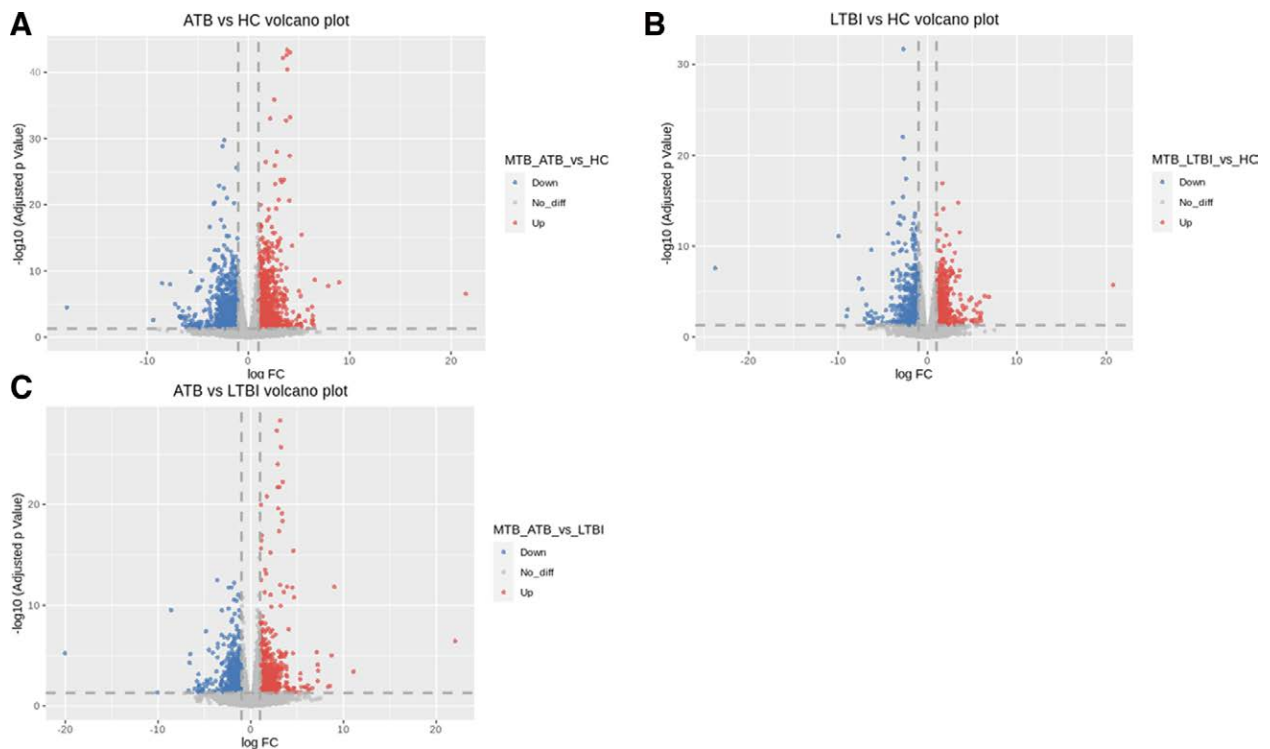 A
ATB vs HC volcano plot
-log10 (Adjusted p Value)
40
30
20
10
0
-10
0
10
20
log FC
MTB_ATB_vs_HC
Down
No_diff
Up
B
LTBI vs HC volcano plot
-log10 (Adjusted p Value)
30
20
10
0
-20
-10
0
10
20
log FC
MTB_LTBI_vs_HC
Down
No_diff
Up
C
ATB vs LTBI volcano plot
-log10 (Adjusted p Value)
20
10
0
-20
-10
0
10
20
log FC
MTB_ATB_vs_LTBI
Down
No_diff
Up